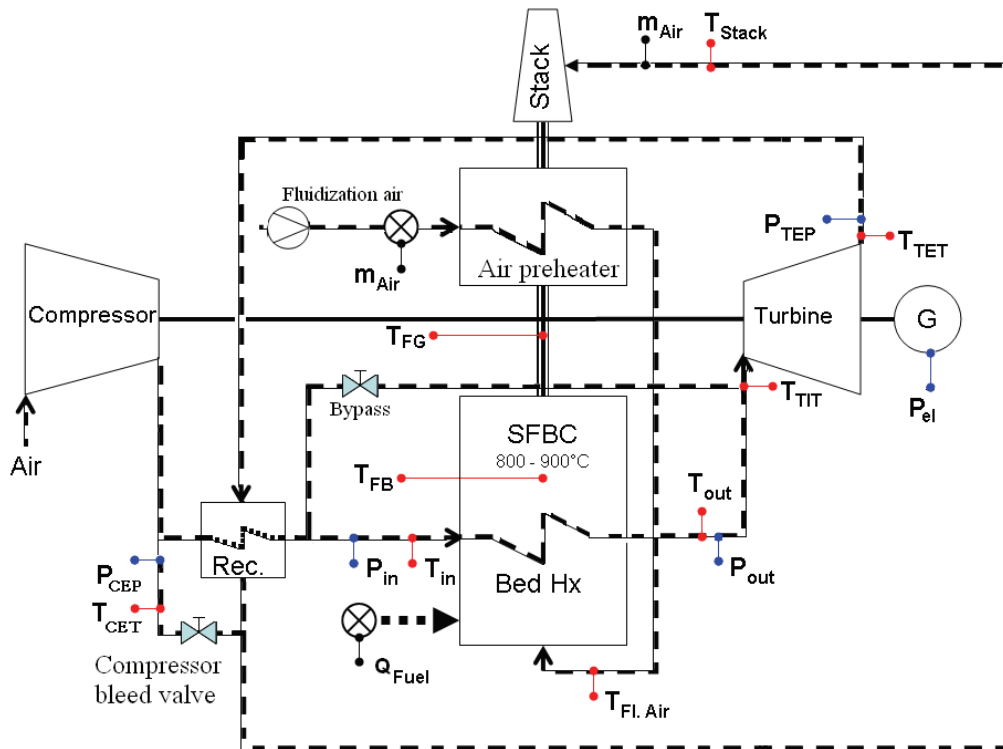 m Air
T Stack
Stack
Fluidization air
m Air
Air preheater
P TEP
T TET
Compressor
Turbine
G
T FG
Bypass
T TIT
P el
Air
SFBC
800 - 900°C
T FB
T out
Rec.
P in
T in
Bed Hx
P out
P CEP
T CET
Compressor
bleed valve
Q Fuel
T Fl. Air